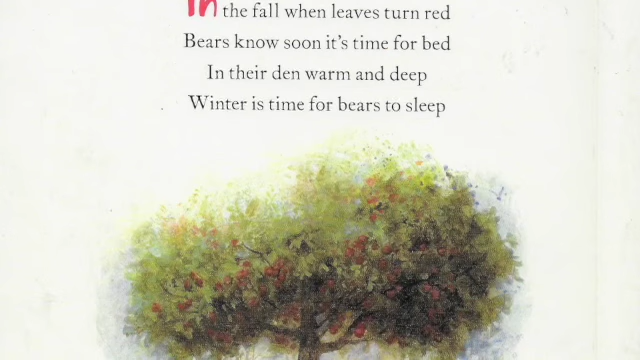 In the fall when leaves turn red
Bears know soon it's time for bed
In their den warm and deep
Winter is time for bears to sleep